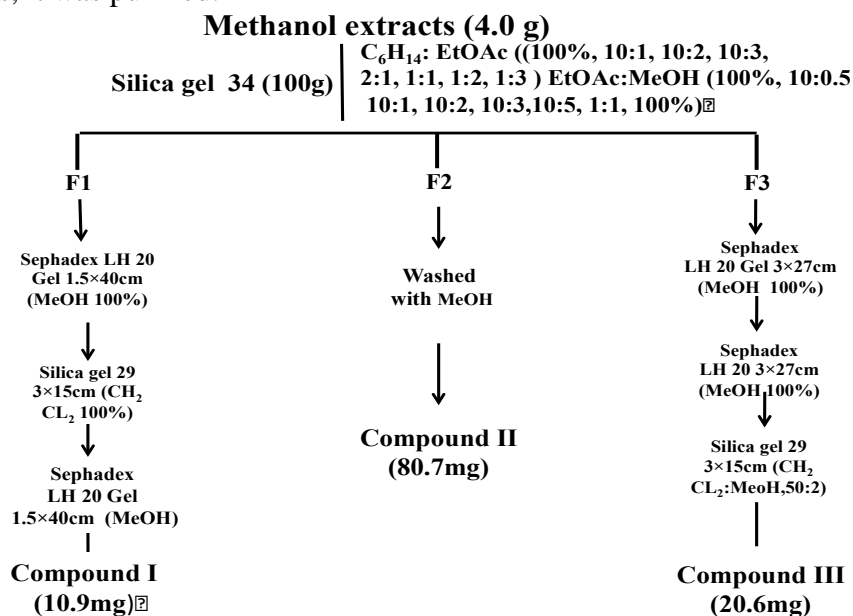 it was purified.
Methanol extracts (4.0 g)
Silica gel 34 (100g)
C₆H₁₄: EtOAc ((100%, 10:1, 10:2, 10:3,
2:1, 1:1, 1:2, 1:3 ) EtOAc:MeOH (100%, 10:0.5
10:1, 10:2, 10:3,10:5, 1:1, 100%)
F1
Sephadex LH 20
Gel 1.5×40cm
(MeOH 100%)
Silica gel 29
3×15cm (CH₂
CL₂ 100%)
Sephadex
LH 20 Gel
1.5×40cm (MeOH)
Compound I
(10.9mg)
F2
Washed
with MeOH
Compound II
(80.7mg)
F3
Sephadex
LH 20 Gel 3×27cm
(MeOH 100%)
Sephadex
LH 20 3×27cm
(MeOH 100%)
Silica gel 29
3×15cm (CH₂
CL₂:MeoH,50:2)
Compound III
(20.6mg)